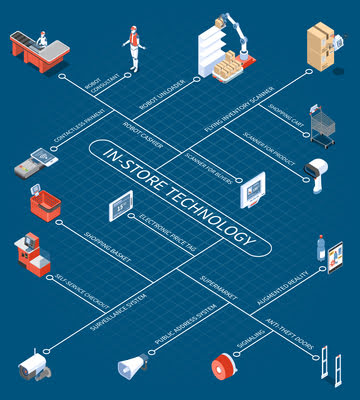 ROBOT
CONSULTANT
ROBOT UNLOADER
FLYING INVENTORY SCANNER
SHOPPING CART
CONTACTLESS PAYMENT
ROBOT CASHIER
SCANNER FOR PRODUCT
SCANNER FOR BUYERS
IN-STORE TECHNOLOGY
ELECTRONIC PRICE TAG
SHOPPING BASKET
SELF SERVICE CHECKOUT
SUPERMARKET
AUGMENTED REALITY
SURVEILLANCE SYSTEM
PUBLIC ADDRESS SYSTEM
SIGNALING
ANTI-THEFT DOORS